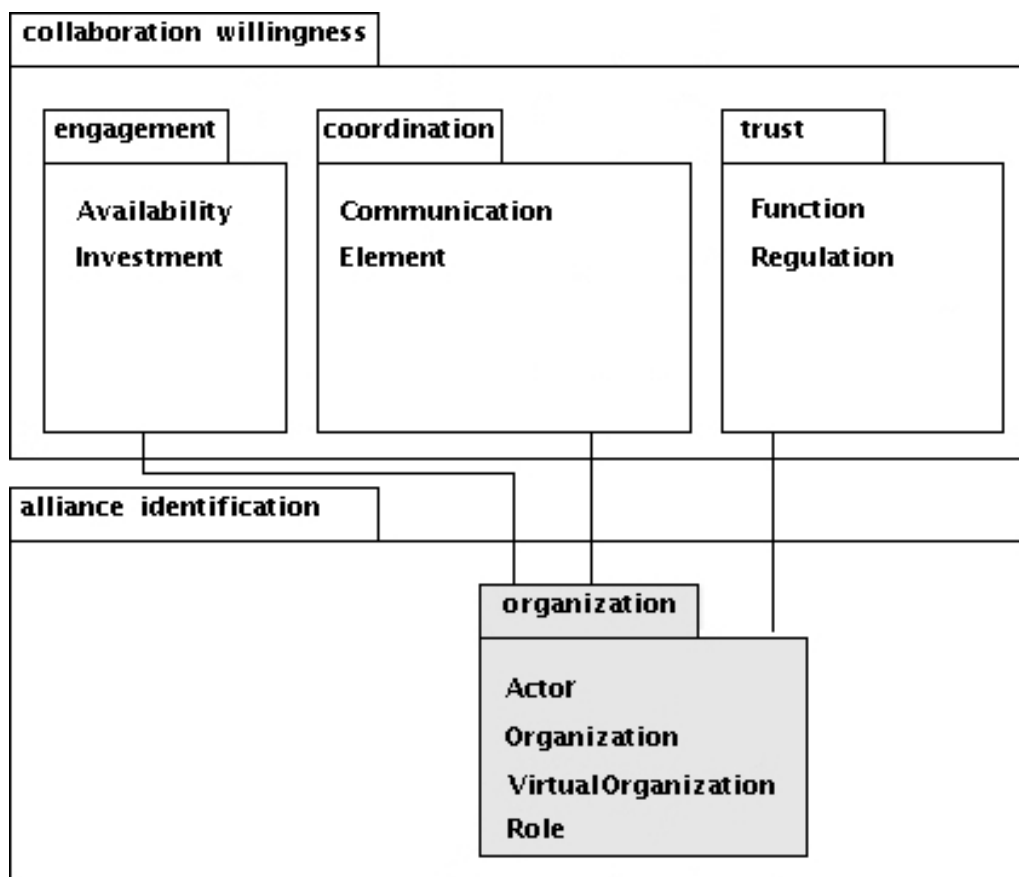 collaboration willingness
engagement
Availability
Investment
coordination
Communication
Element
trust
Function
Regulation
alliance identification
organization
Actor
Organization
VirtualOrganization
Role